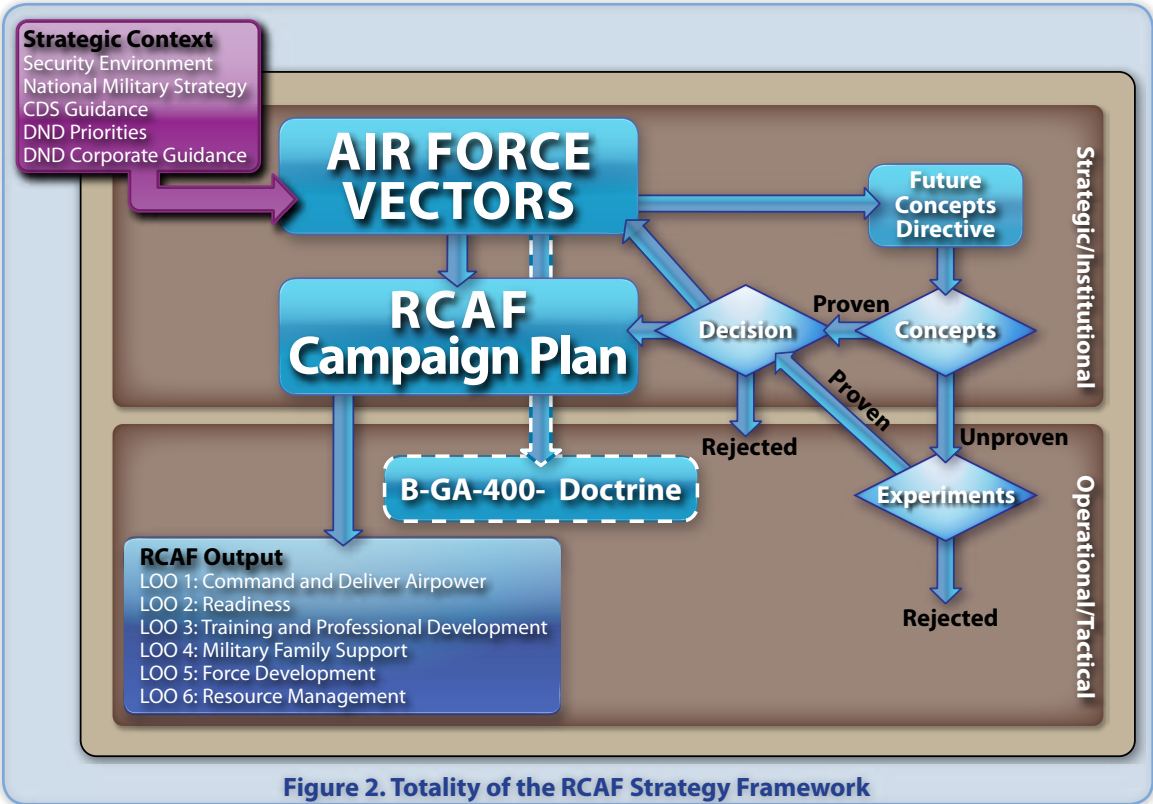 Strategic Context
Security Environment
National Military Strategy
CDS Guidance
DND Priorities
DND Corporate Guidance
AIR FORCE
VECTORS
Future
Concepts
Directive
Strategic/Institutional
RCAF
Campaign Plan
Decision
Proven
Concepts
Proven
Rejected
Unproven
B-GA-400- Doctrine
Experiments
Operational/Tactical
RCAF Output
LOO 1: Command and Deliver Airpower
LOO 2: Readiness
LOO 3: Training and Professional Development
LOO 4: Military Family Support
LOO 5: Force Development
LOO 6: Resource Management
Rejected
Figure 2. Totality of the RCAF Strategy Framework